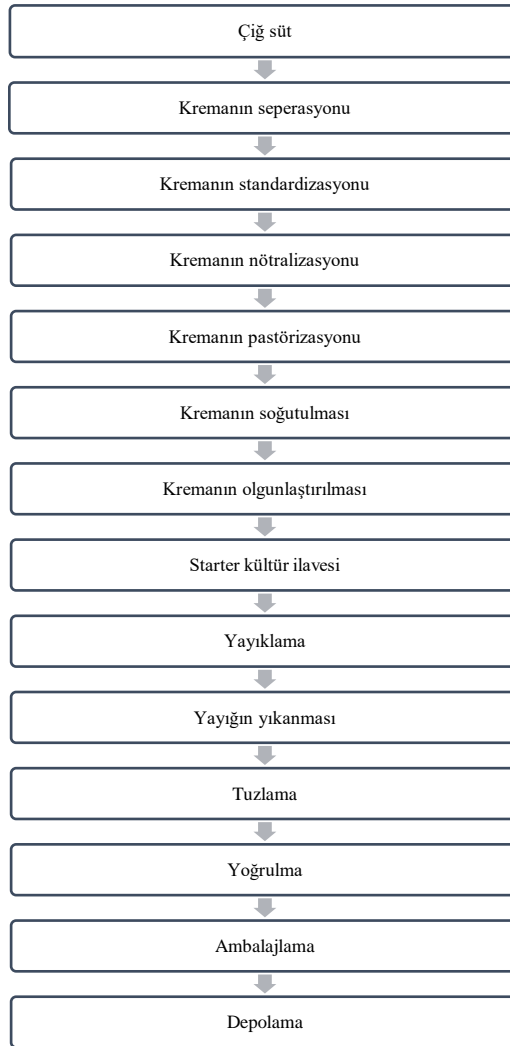 Çiğ süt
Kremanın seperasyonu
Kremanın standardizasyonu
Kremanın nötralizasyonu
Kremanın pastörizasyonu
Kremanın soğutulması
Kremanın olgunlaştırılması
Starter kültür ilavesi
Yayıklama
Yayığın yıkanması
Tuzlama
Yoğrulma
Ambalajlama
Depolama